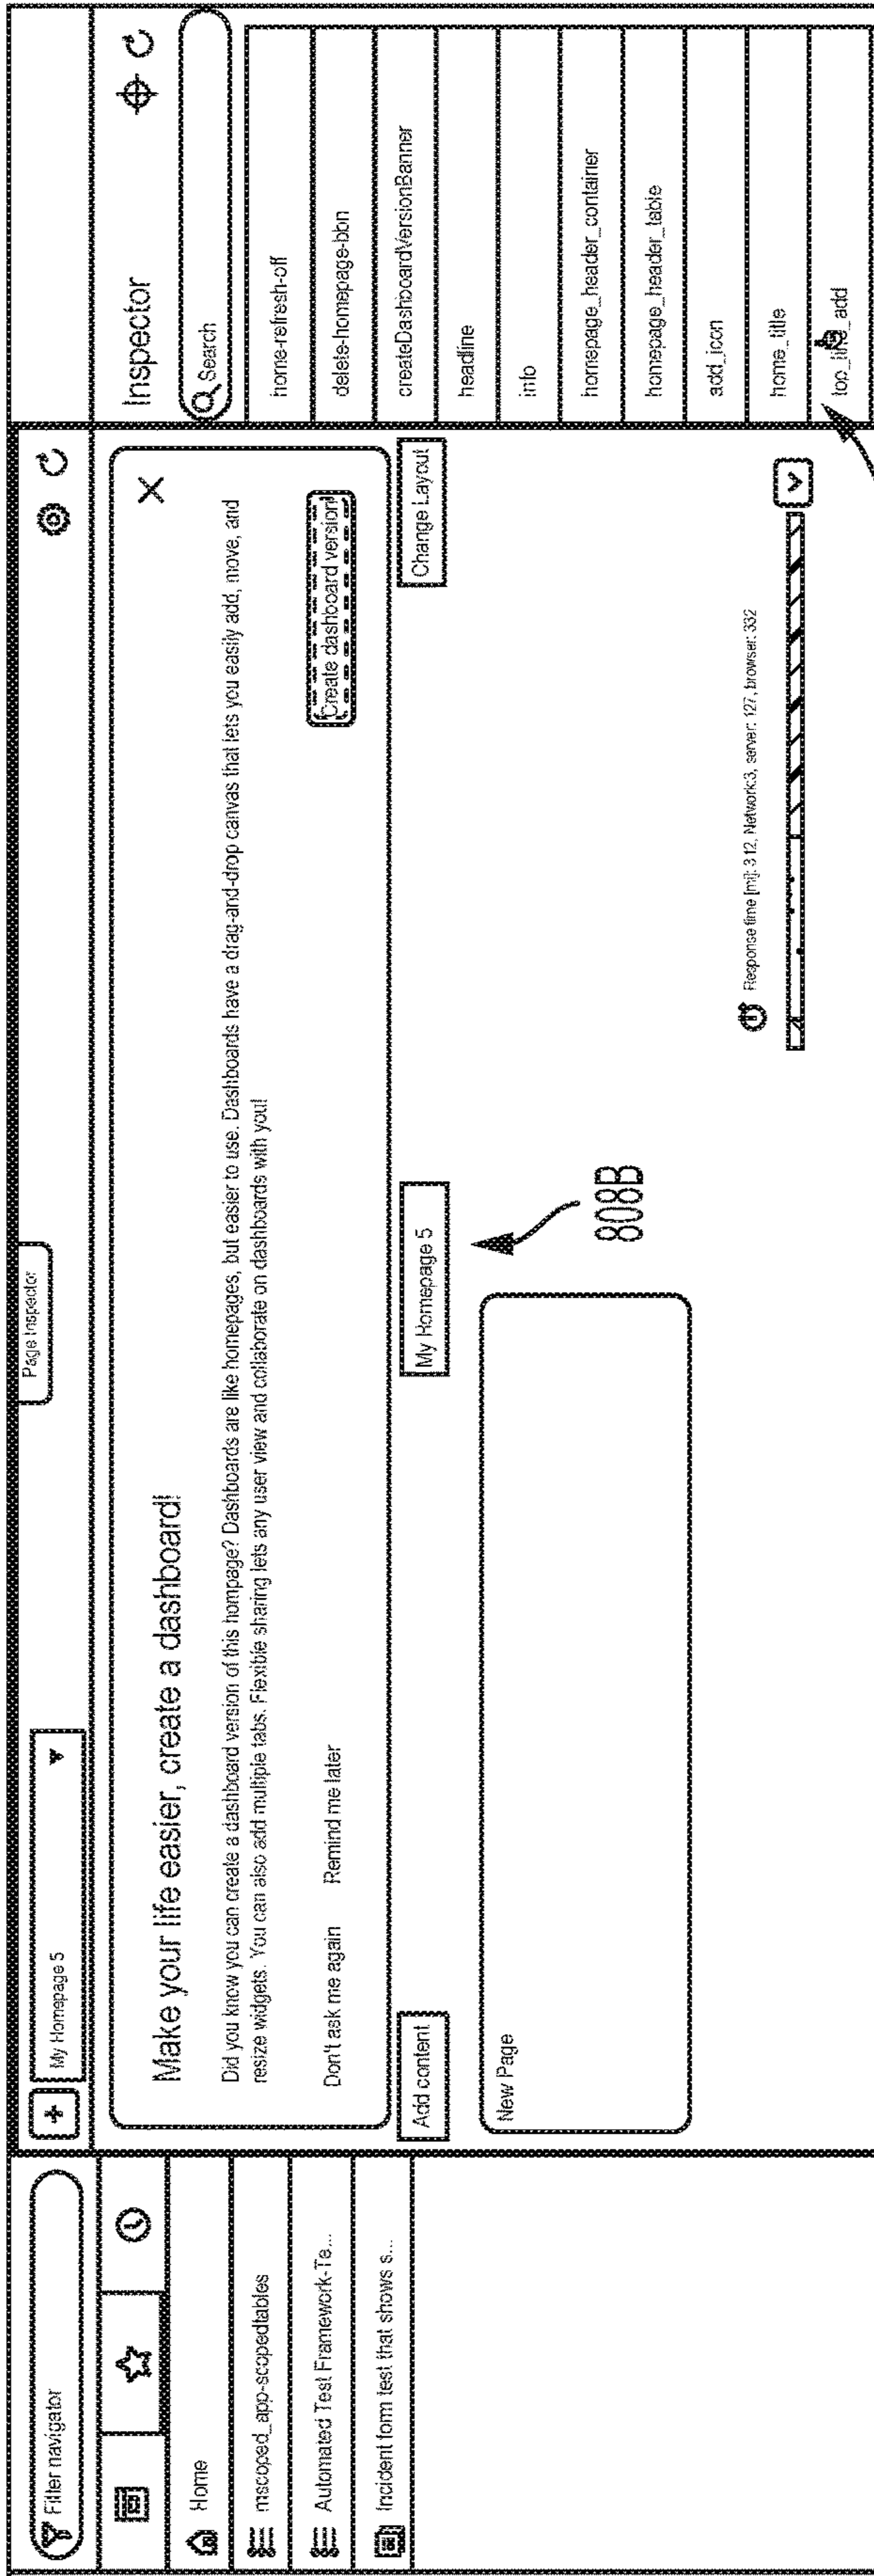 Filter navigator
Home
mscoped_app-scopedtables
Automated Test Framework-Te...
Incident form test that shows s...
My Homepage 5
Page Inspector
Make your life easier, create a dashboard!
Did you know you can create a dashboard version of this hompage? Dashboards are like homepages, but easier to use. Dashboards have a drag-and-drop canvas that lets you easily add, move, and
resize widgets. You can also add multiple tabs. Flexible sharing lets any user view and collaborate on dashboards with you!
Don't ask me again
Remind me later
Create dashboard version
Add content
My Homepage 5
Change Layout
808B
New Page
Response time [m]: 312, Network:3, server: 127, browser: 332
Inspector
Search
home-refresh-off
delete-homepage-bbn
createDashboardVersionBanner
headline
info
homepage_header_container
homepage_header_table
add_icon
home_title